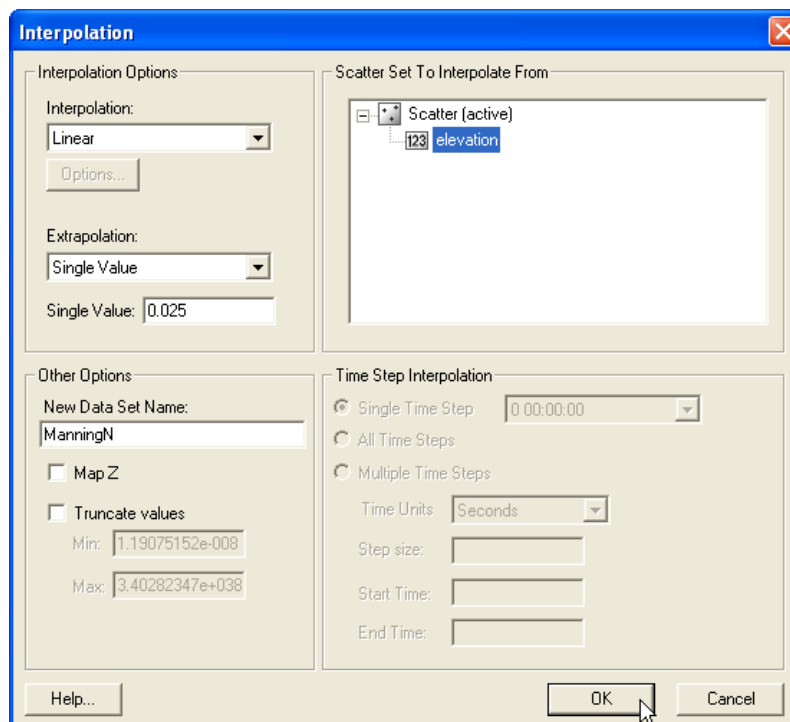 Interpolation
Interpolation Options
Interpolation:
Linear
Options...
Extrapolation:
Single Value
Single Value: 0.025
Scatter Set To Interpolate From
Scatter (active)
123 elevation
Other Options
New Data Set Name:
ManningN
Map Z
Truncate values
Min: 1.19075152e-008
Max: 3.40282347e+038
Time Step Interpolation
Single Time Step 0 00:00:00
All Time Steps
Multiple Time Steps
Time Units Seconds
Step size:
Start Time:
End Time:
Help... OK Cancel